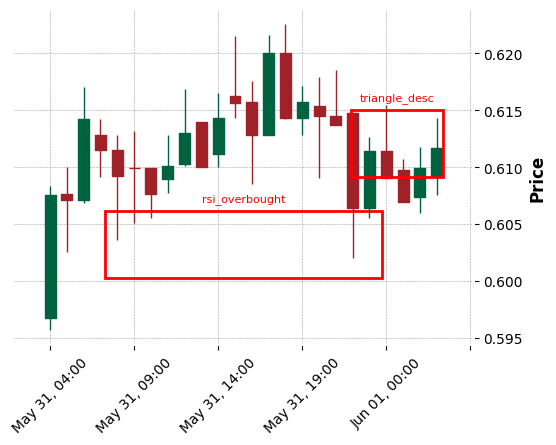 0.620
triangle_desc
0.615
0.610
Price
rsi_overbought
0.605
0.600
0.595
May 31, 04:00
May 31, 09:00
May 31, 14:00
May 31, 19:00
Jun 01, 00:00